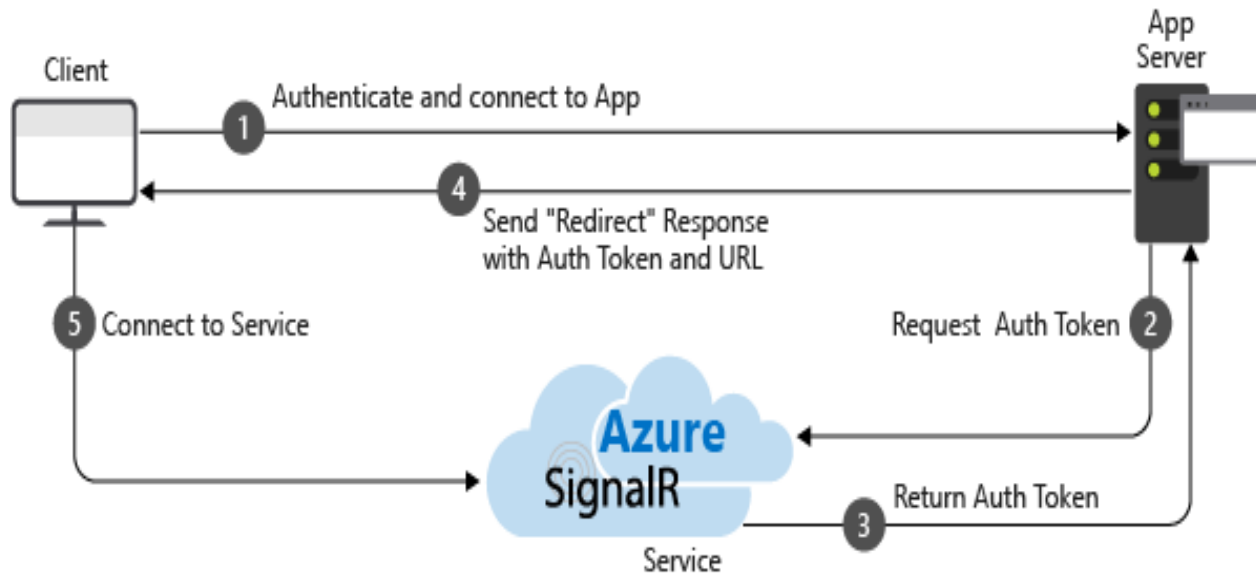 Client
App
Server
1
Authenticate and connect to App
4
Send "Redirect" Response
with Auth Token and URL
5
Connect to Service
Request Auth Token
2
Azure
SignalR
Service
3
Return Auth Token